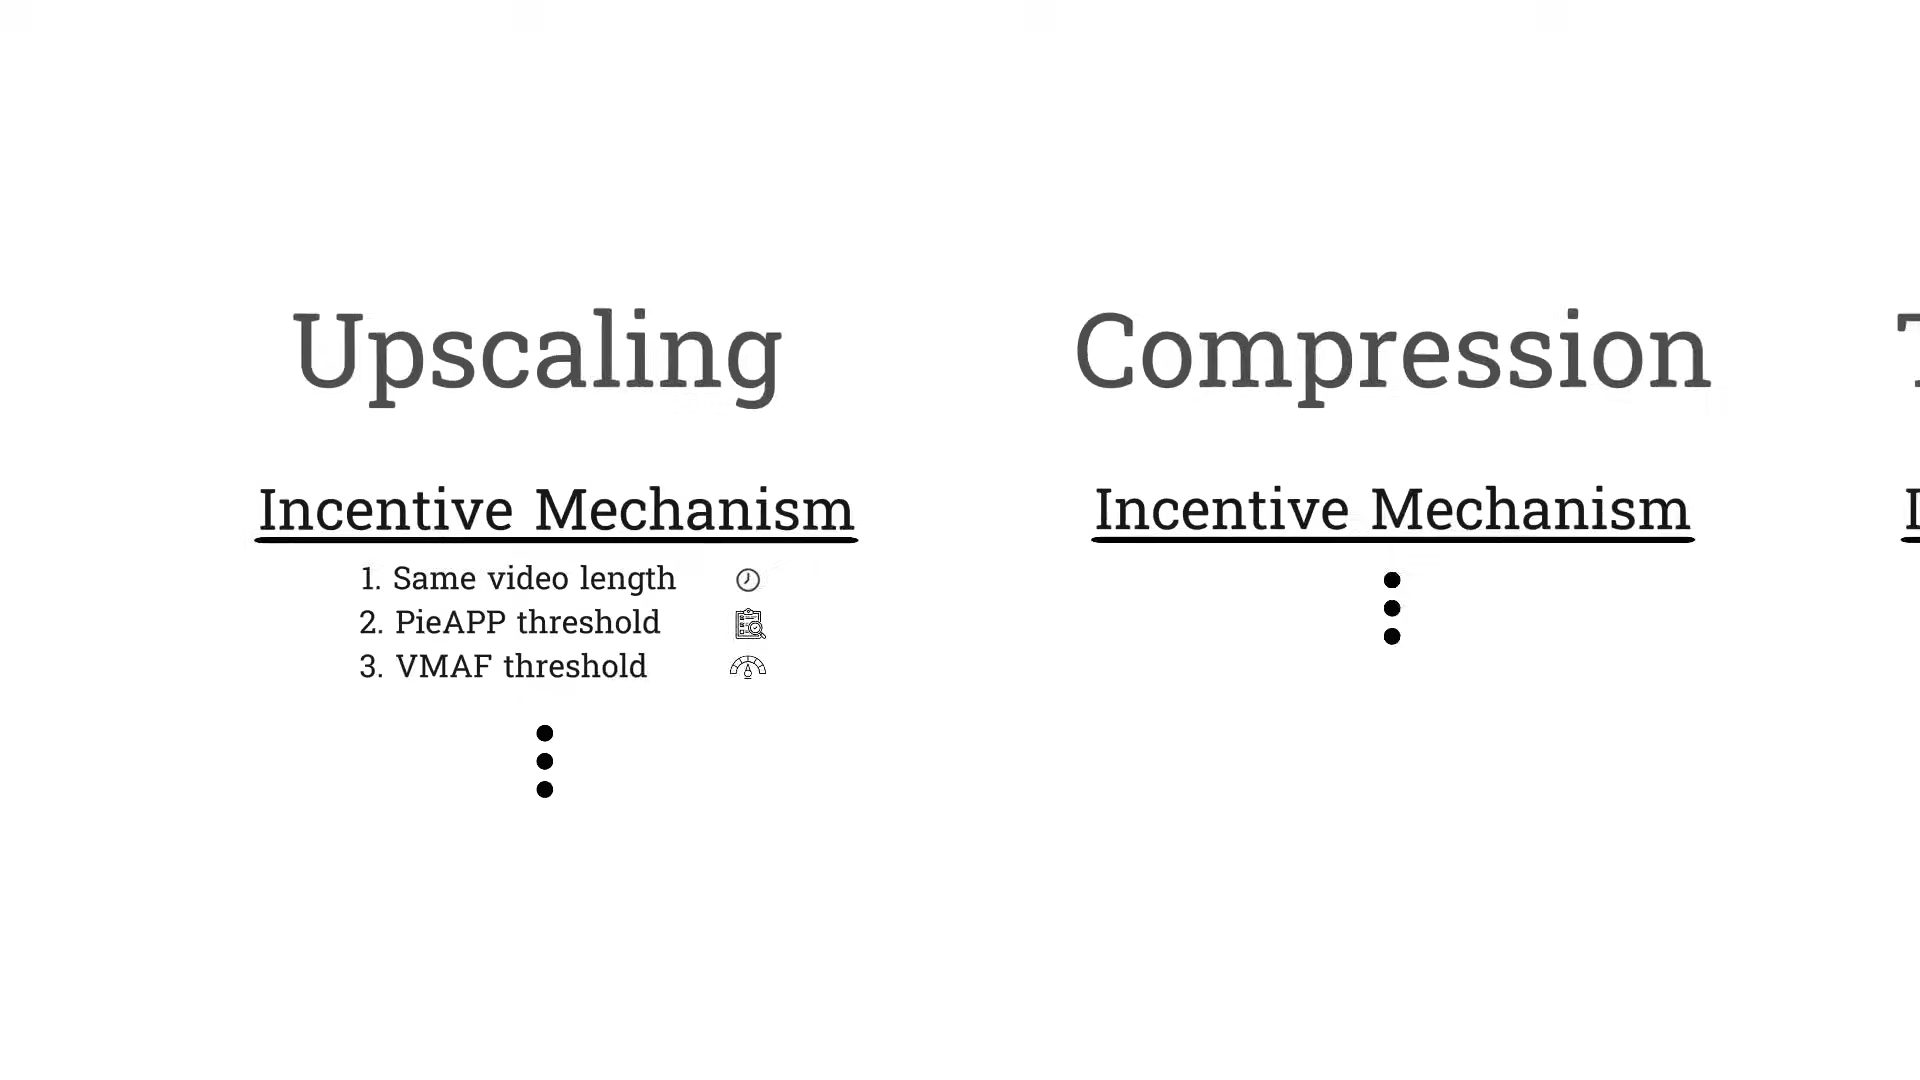 Upscaling
Incentive Mechanism
1. Same video length
2. PieAPP threshold
3. VMAF threshold
Compression
Incentive Mechanism